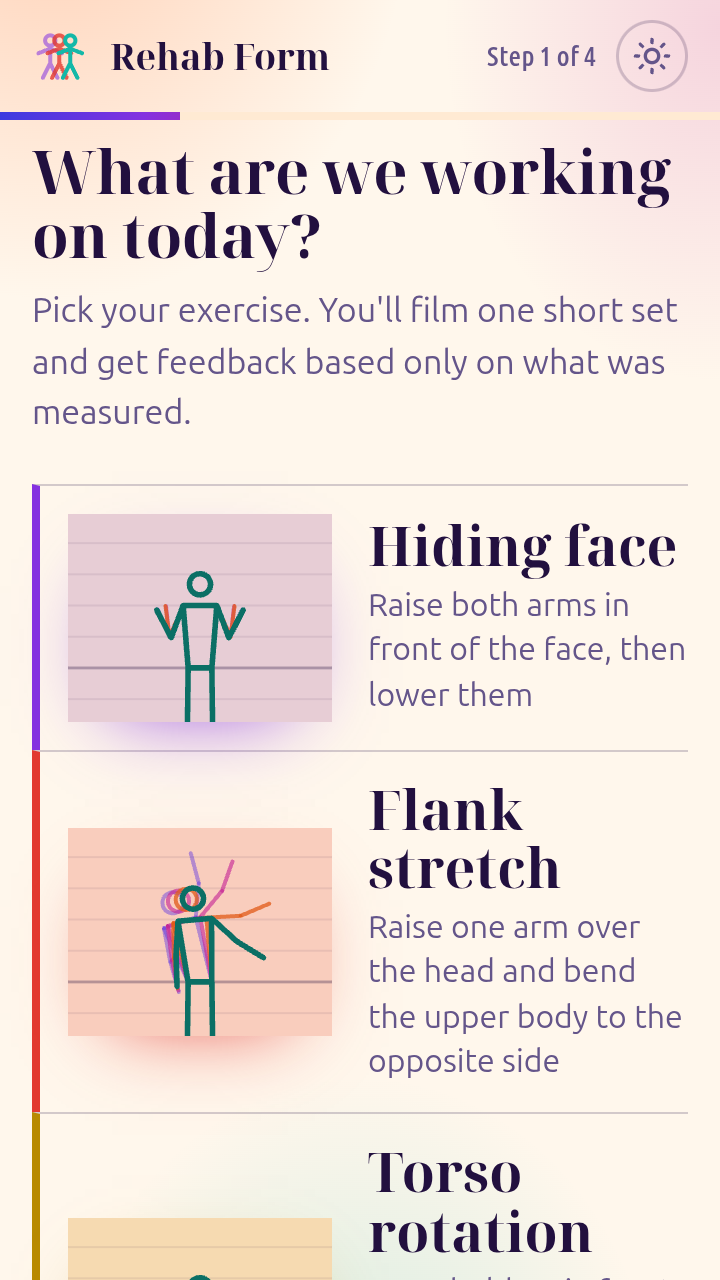 Rehab Form
Step 1 of 4
What are we working
on today?
Pick your exercise. You'll film one short set
and get feedback based only on what was
measured.
Hiding face
Raise both arms in
front of the face, then
lower them
Flank
stretch
Raise one arm over
the head and bend
the upper body to the
opposite side
Torso
rotation